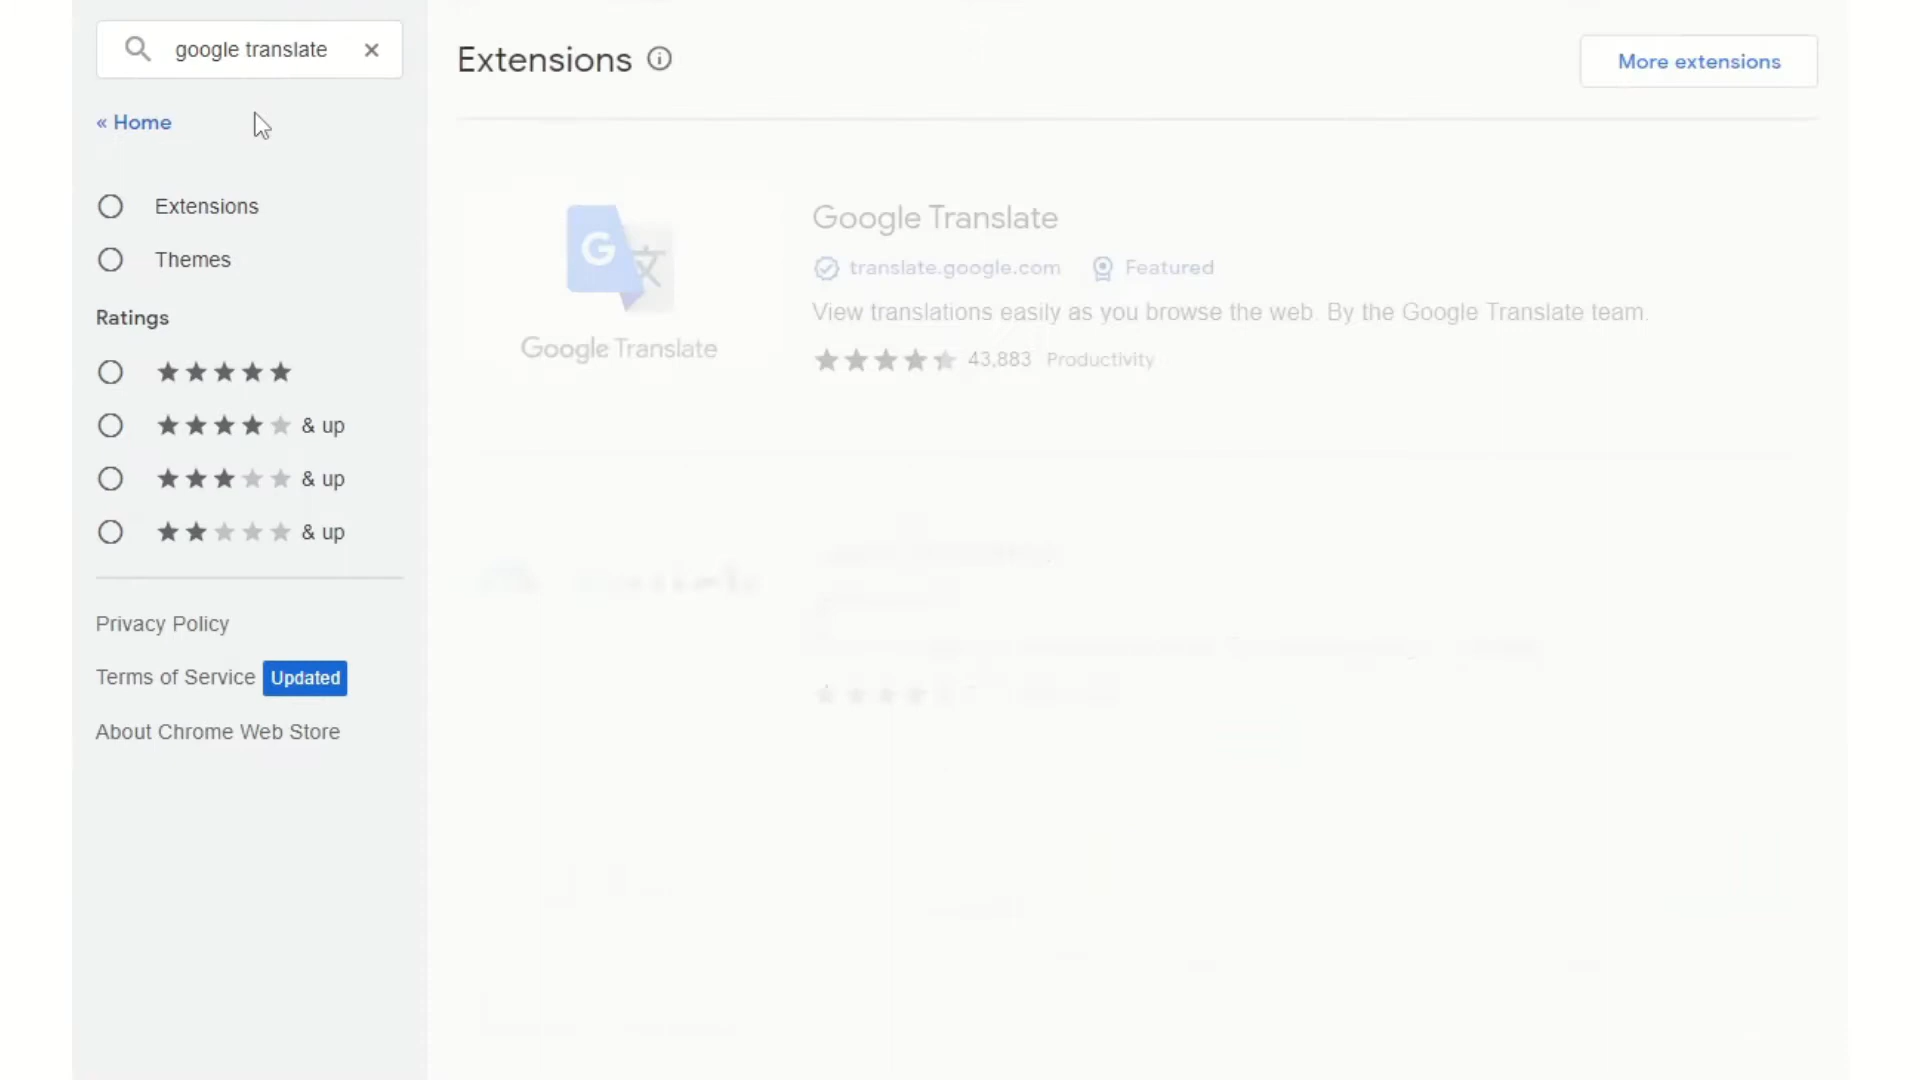 google translate
« Home
Extensions
Themes
Ratings
& up
& up
& up
Privacy Policy
Terms of Service Updated
About Chrome Web Store
Extensions
More extensions
G 文
Google Translate
Google Translate
translate.google.com Featured
View translations easily as you browse the web. By the Google Translate team.
43,883 Productivity